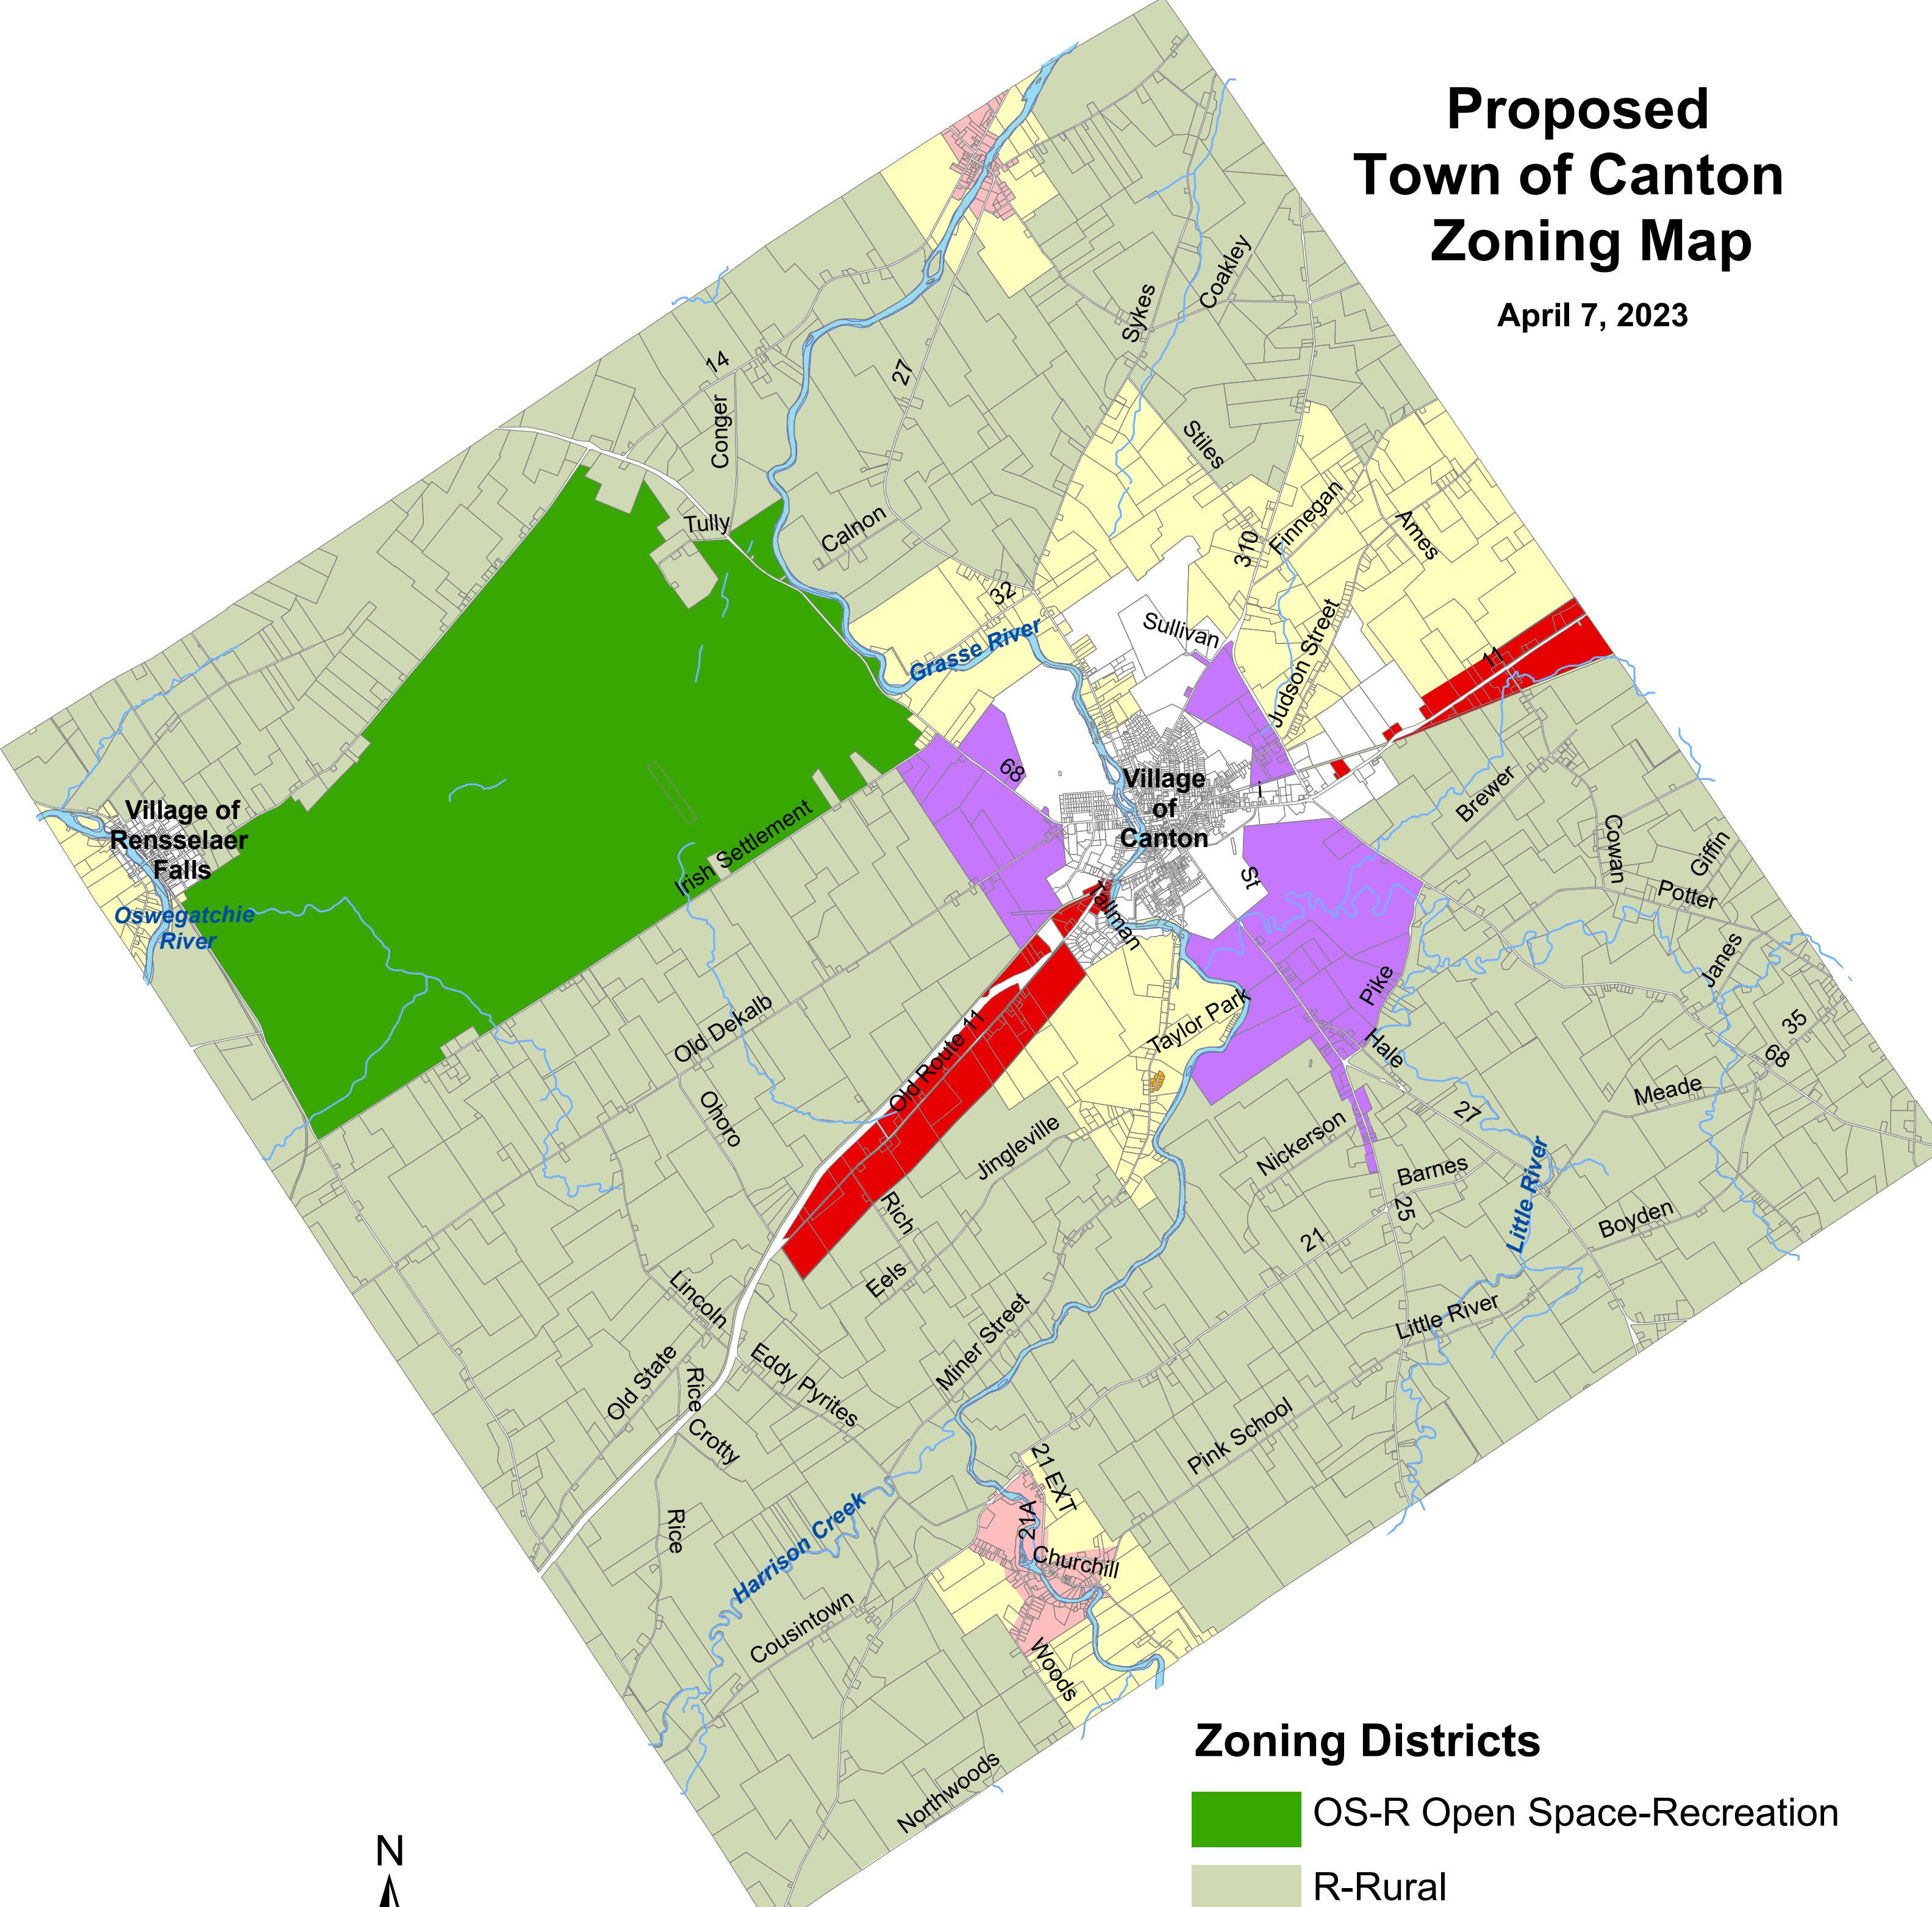 Proposed
Town of Canton
Zoning Map
April 7, 2023
Sykes
Coakley
14
27
Conger
Stiles
Finnegan
Ames
310
Tully
Calnon
32
Grasse River
Sullivan
Judson Street
11
68
Village
of
Canton
i
Brewer
Cowan
Giffin
Potter
Village of
Rensselaer
Falls
Irish Settlement
St
Tallman
Oswegatchie
River
Janes
Pike
Taylor Park
Old Dekalb
Old Route 11
Hale
35
68
Meade
27
Ohoro
Jingleville
Nickerson
Barnes
25
Little River
Boyden
Rich
21
Eels
Lincoln
Little River
Miner Street
Eddy Pyrites
Old State
Rice
Crotty
Pink School
21 EXT
21A
Rice
Harrison Creek
Churchill
Cousintown
Woods
Northwoods
Zoning Districts
OS-R Open Space-Recreation
R-Rural
N